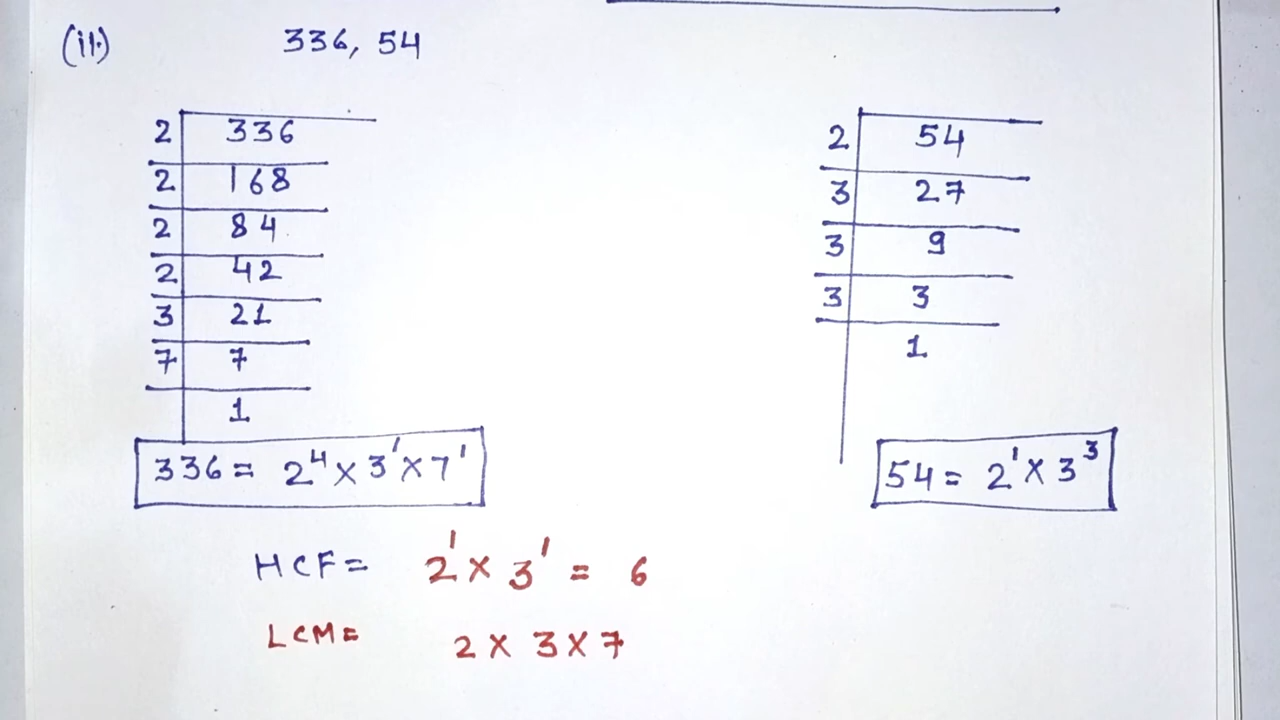 (ii) 336, 54
2 336
2 168
2 84
2 42
3 21
7 7
1
336 = 2⁴ × 3¹ × 7¹
2 54
3 27
3 9
3 3
1
54 = 2¹ × 3³
HCF = 2¹ × 3¹ = 6
LCM = 2 × 3 × 7